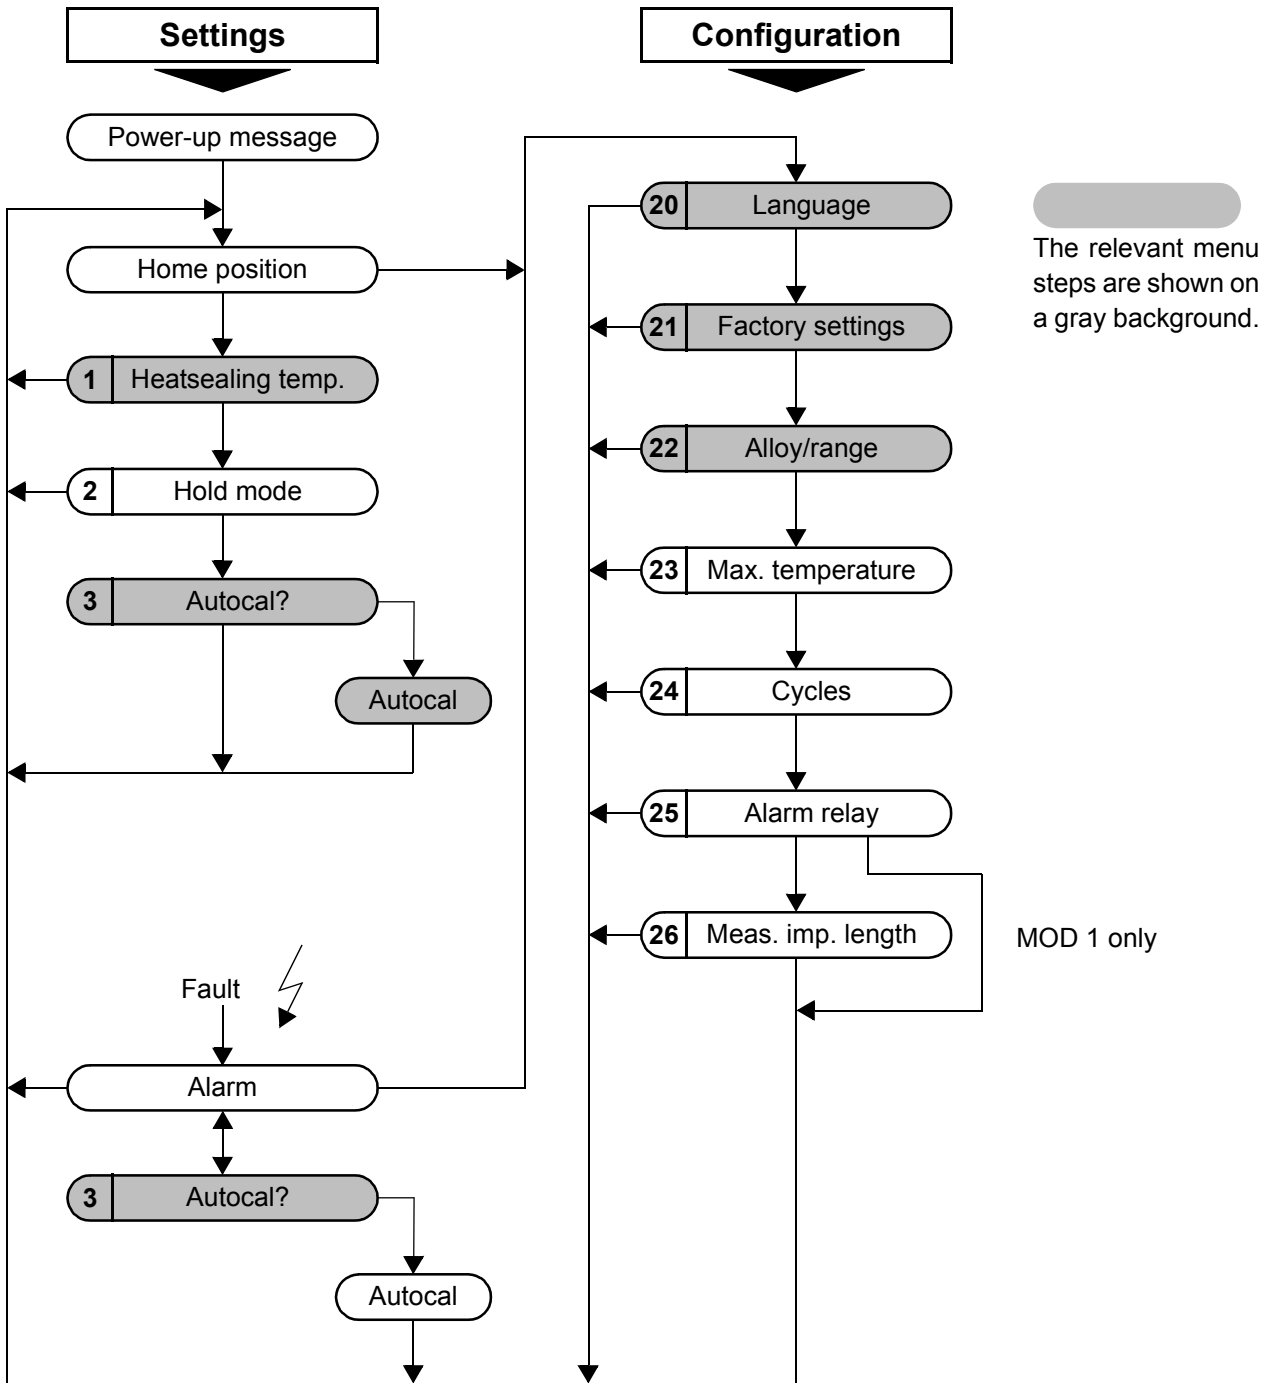 Settings
Power-up message
Home position
1 Heatsealing temp.
2 Hold mode
3 Autocal?
Autocal
Fault
Alarm
3 Autocal?
Autocal
Configuration
20 Language
21 Factory settings
22 Alloy/range
23 Max. temperature
24 Cycles
25 Alarm relay
26 Meas. imp. length
MOD 1 only
The relevant menu
steps are shown on
a gray background.